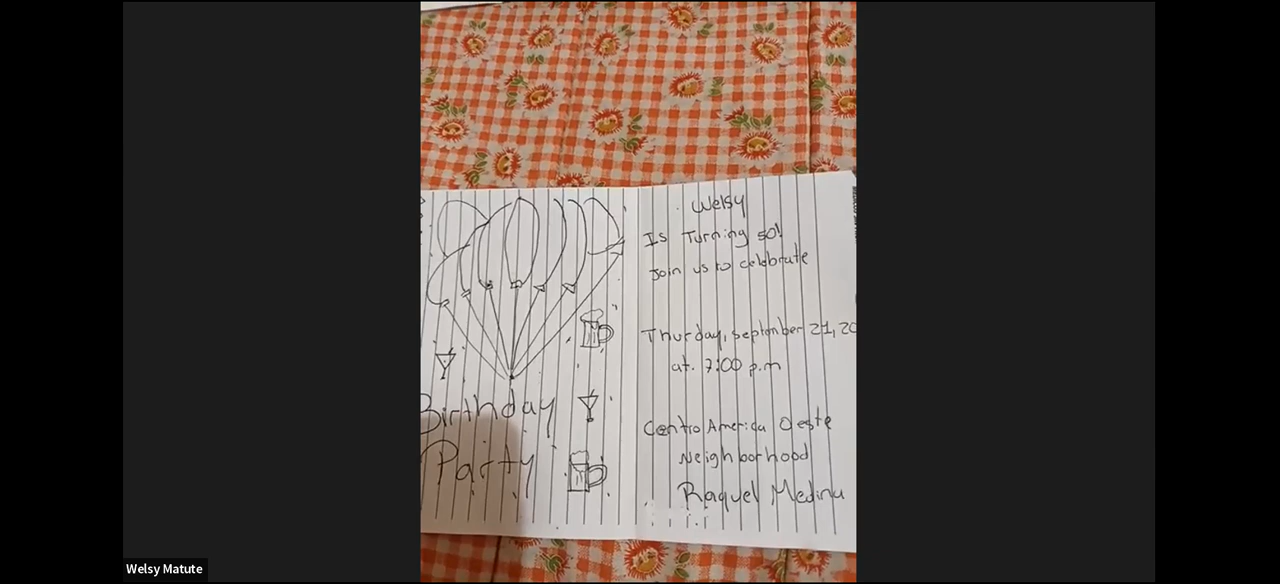 Birthday
Party
Welsy
Is Turning 50!
Join us to celebrate
Thurday, september 21, 20
at. 7:00 p.m
Centro America Oeste
Neighborhood
Raquel Medina
Welsy Matute